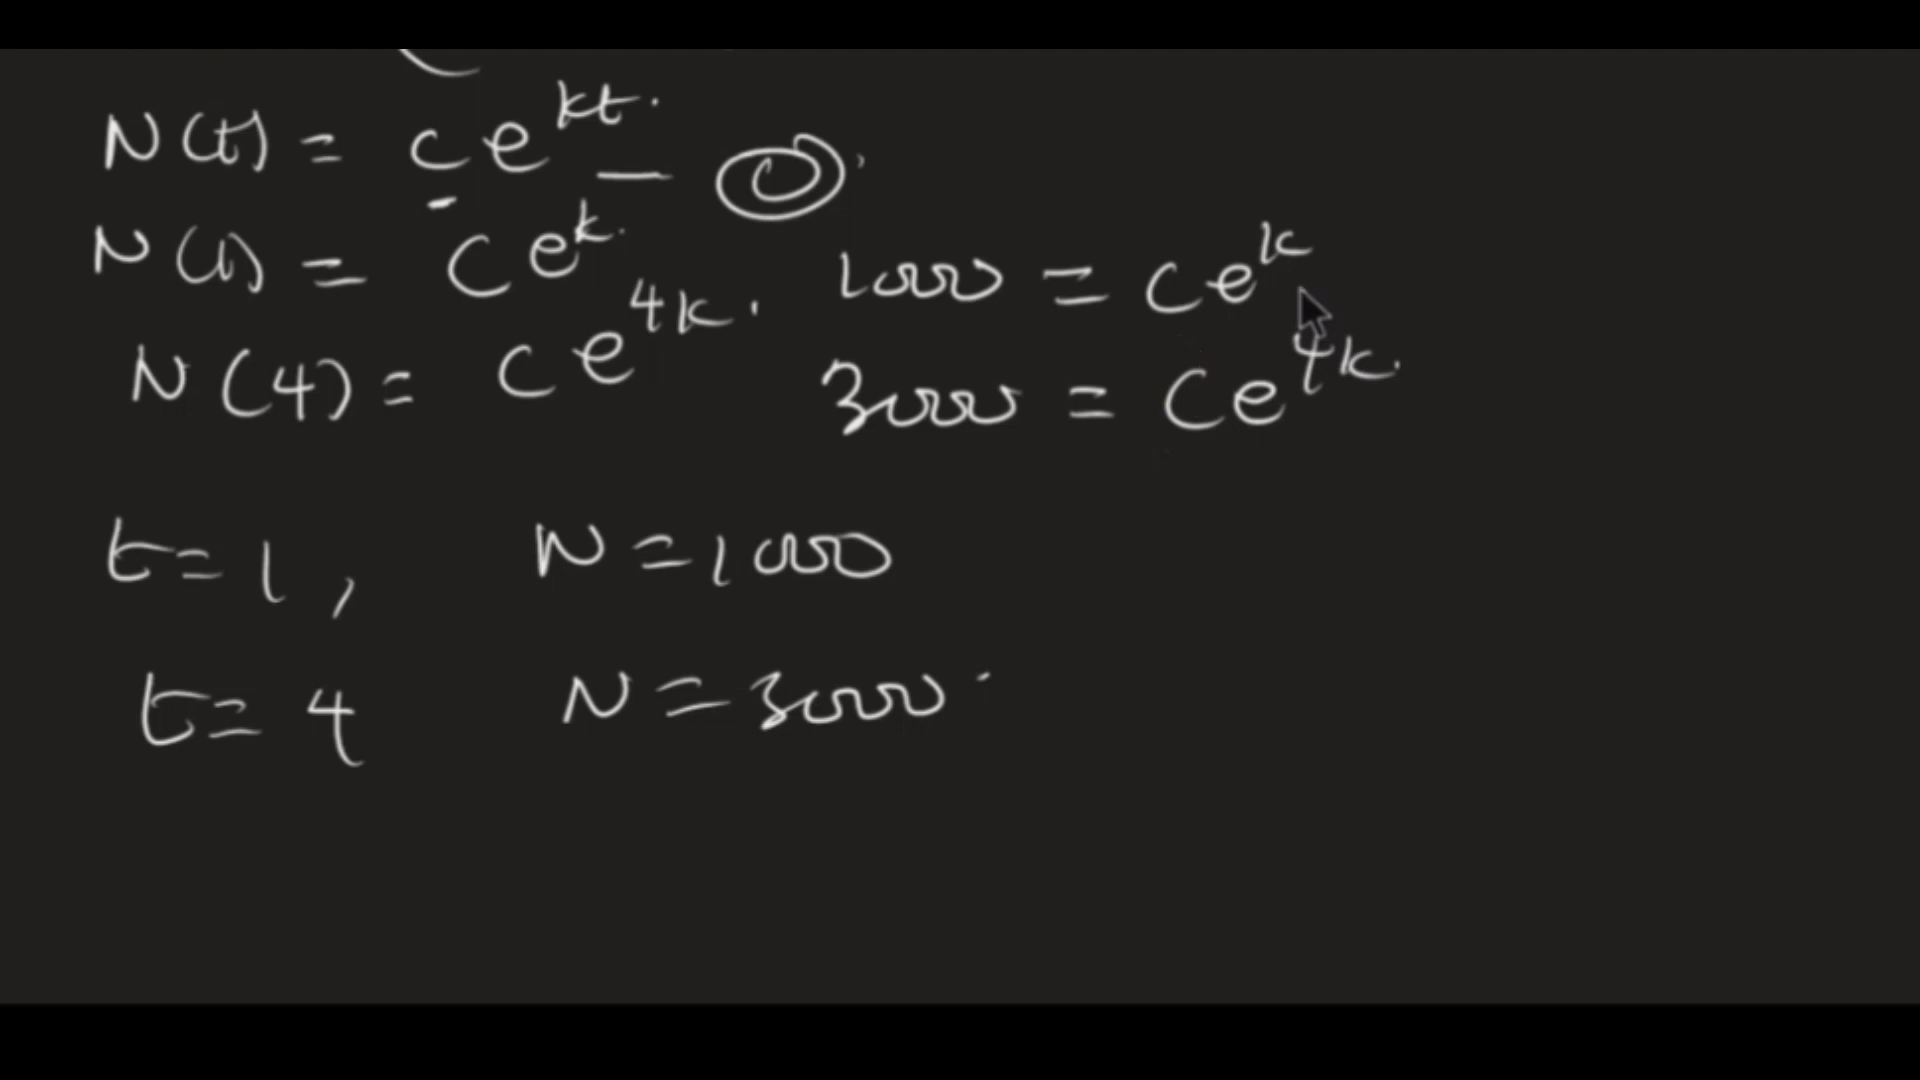 N(t) = ce^kt. — ①
N(1) = ce^k. 1000 = ce^k
N(4) = ce^4k. 3000 = ce^4k.
t=1, N=1000
t=4 N=3000.